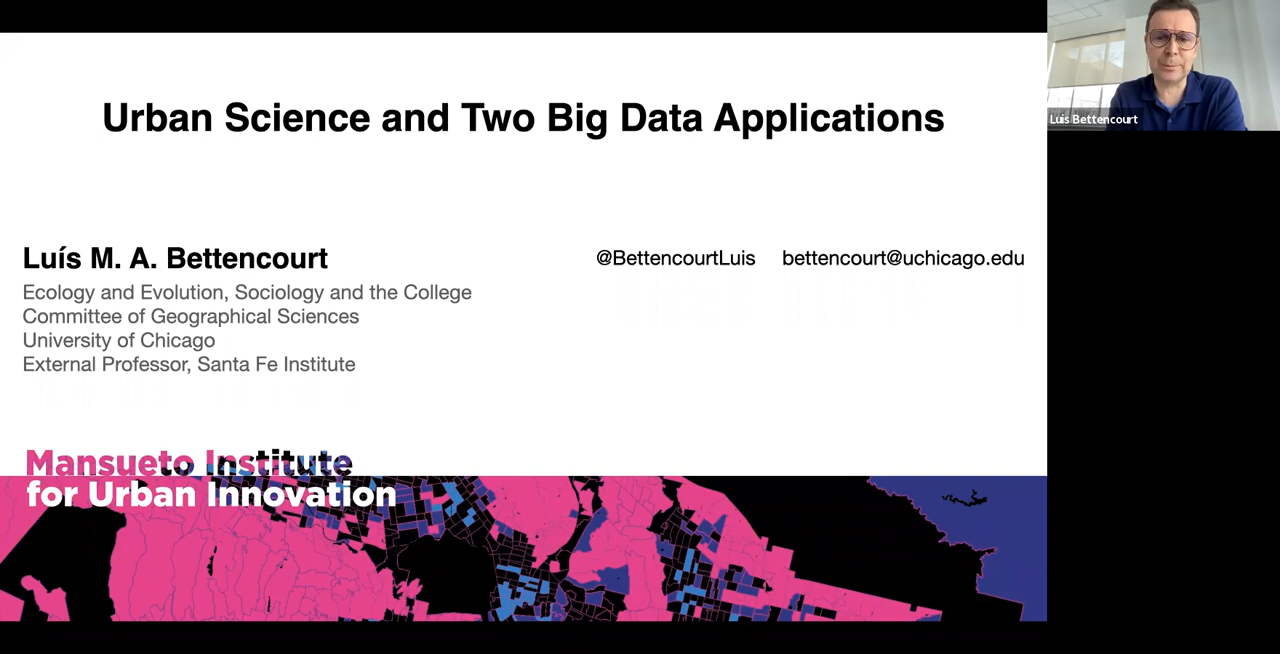 Urban Science and Two Big Data Applications
Luís M. A. Bettencourt
@BettencourtLuis bettencourt@uchicago.edu
Ecology and Evolution, Sociology and the College
Committee of Geographical Sciences
University of Chicago
External Professor, Santa Fe Institute
Mansueto Institute
for Urban Innovation
Luis Bettencourt